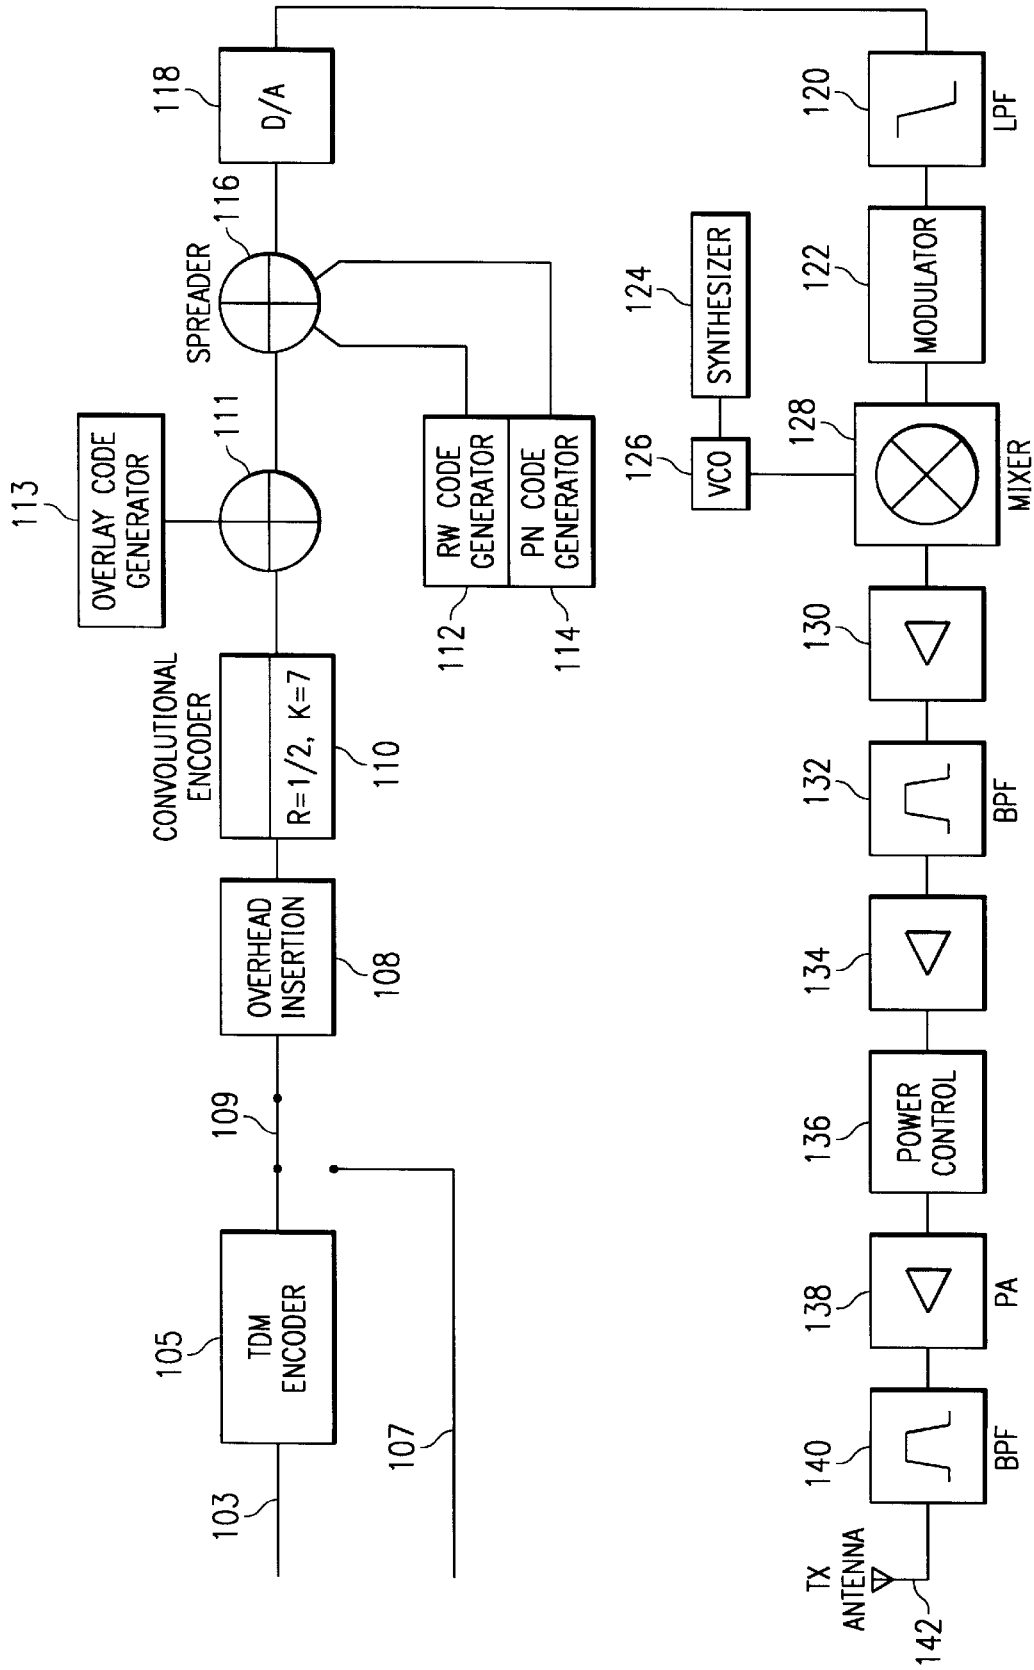 103
105
TDM
ENCODER
107
109
OVERHEAD
INSERTION
108
CONVOLUTIONAL
ENCODER
R=1/2, K=7
110
113
OVERLAY CODE
GENERATOR
111
RW CODE
GENERATOR
PN CODE
GENERATOR
112
114
SPREADER
116
118
D/A
TX
ANTENNA
142
140
BPF
138
PA
136
POWER
CONTROL
134
132
BPF
130
128
MIXER
126
VCO
124
SYNTHESIZER
122
MODULATOR
120
LPF